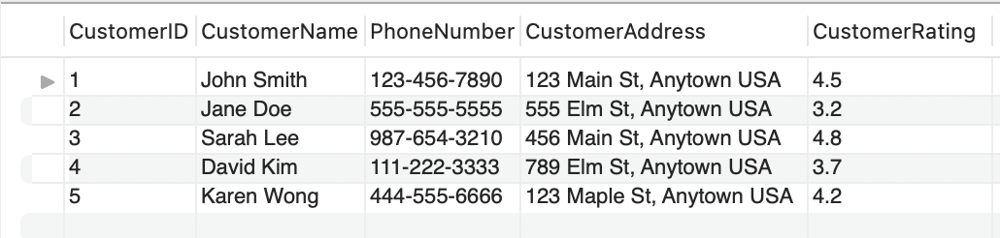 CustomerID CustomerName PhoneNumber CustomerAddress CustomerRating
1 John Smith 123-456-7890 123 Main St, Anytown USA 4.5
2 Jane Doe 555-555-5555 555 Elm St, Anytown USA 3.2
3 Sarah Lee 987-654-3210 456 Main St, Anytown USA 4.8
4 David Kim 111-222-3333 789 Elm St, Anytown USA 3.7
5 Karen Wong 444-555-6666 123 Maple St, Anytown USA 4.2